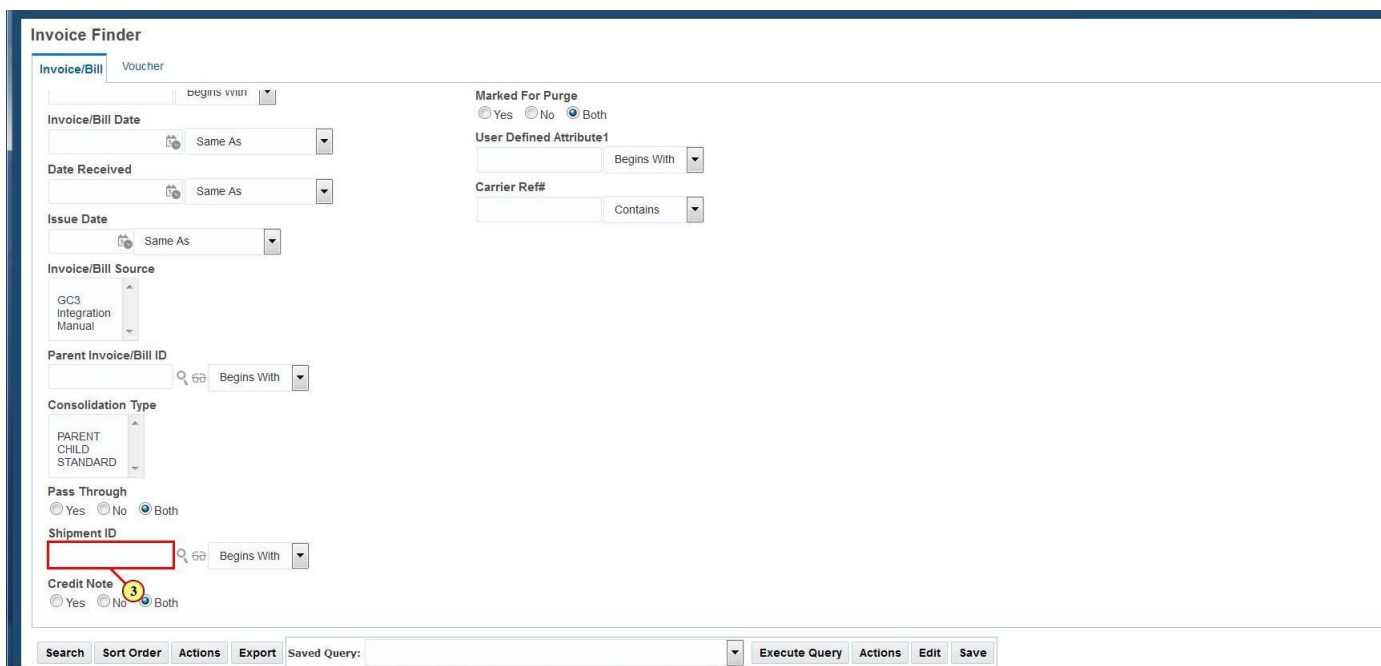 Invoice Finder
Invoice/Bill Voucher
Begins With
Invoice/Bill Date
Same As
Date Received
Same As
Issue Date
Same As
Invoice/Bill Source
GC3
Integration
Manual
Parent Invoice/Bill ID
Begins With
Consolidation Type
PARENT
CHILD
STANDARD
Pass Through
Yes No Both
Shipment ID
Begins With
Credit Note
3
Yes No Both
Marked For Purge
Yes No Both
User Defined Attribute1
Begins With
Carrier Ref#
Contains
Search Sort Order Actions Export Saved Query: Execute Query Actions Edit Save